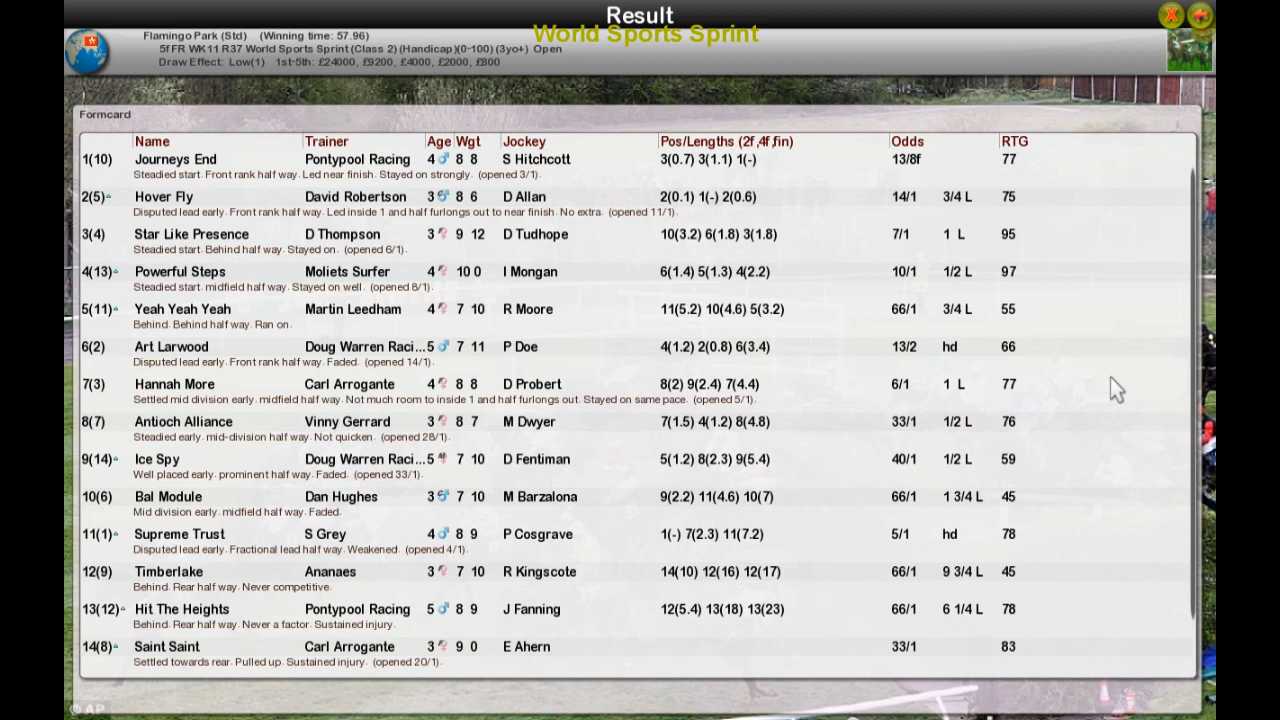 Result
World Sports Sprint
Flamingo Park (Std) (Winning time: 57.96)
5fFR WK11 R37 World Sports Sprint (Class 2) (Handicap)(0-100) (3yo+) Open
Draw Effect: Low(1) 1st-5th: £24000, £9200, £4000, £2000, £800
Formcard
Name Trainer Age Wgt Jockey Pos/Lengths (2f,4f,fin) Odds RTG
1(10) Journeys End Pontypool Racing 4 8 8 S Hitchcott 3(0.7) 3(1.1) 1(-) 13/8f 77
Steadied start. Front rank half way. Led near finish. Stayed on strongly. (opened 3/1).
2(5) Hover Fly David Robertson 3 8 6 D Allan 2(0.1) 1(-) 2(0.6) 14/1 3/4 L 75
Disputed lead early. Front rank half way. Led inside 1 and half furlongs out to near finish. No extra. (opened 11/1).
3(4) Star Like Presence D Thompson 3 9 12 D Tudhope 10(3.2) 6(1.8) 3(1.8) 7/1 1 L 95
Steadied start. Behind half way. Stayed on. (opened 6/1).
4(13) Powerful Steps Moliets Surfer 4 10 0 I Mongan 6(1.4) 5(1.3) 4(2.2) 10/1 1/2 L 97
Steadied start. midfield half way. Stayed on well. (opened 8/1).
5(11) Yeah Yeah Yeah Martin Leedham 4 7 10 R Moore 11(5.2) 10(4.6) 5(3.2) 66/1 3/4 L 55
Behind. Behind half way. Ran on.
6(2) Art Larwood Doug Warren Raci... 5 7 11 P Doe 4(1.2) 2(0.8) 6(3.4) 13/2 hd 66
Disputed lead early. Front rank half way. Faded. (opened 14/1).
7(3) Hannah More Carl Arrogante 4 8 8 D Probert 8(2) 9(2.4) 7(4.4) 6/1 1 L 77
Settled mid division early. midfield half way. Not much room to inside 1 and half furlongs out. Stayed on same pace. (opened 5/1).
8(7) Antioch Alliance Vinny Gerrard 3 8 7 M Dwyer 7(1.5) 4(1.2) 8(4.8) 33/1 1/2 L 76
Steadied early. mid-division half way. Not quicken. (opened 28/1).
9(14) Ice Spy Doug Warren Raci... 5 7 10 D Fentiman 5(1.2) 8(2.3) 9(5.4) 40/1 1/2 L 59
Well placed early. prominent half way. Faded. (opened 33/1).
10(6) Bal Module Dan Hughes 3 7 10 M Barzalona 9(2.2) 11(4.6) 10(7) 66/1 1 3/4 L 45
Mid division early. midfield half way. Faded.
11(1) Supreme Trust S Grey 4 8 9 P Cosgrave 1(-) 7(2.3) 11(7.2) 5/1 hd 78
Disputed lead early. Fractional lead half way. Weakened. (opened 4/1).
12(9) Timberlake Ananaes 3 7 10 R Kingscote 14(10) 12(16) 12(17) 66/1 9 3/4 L 45
Behind. Rear half way. Never competitive.
13(12) Hit The Heights Pontypool Racing 5 8 9 J Fanning 12(5.4) 13(18) 13(23) 66/1 6 1/4 L 78
Behind. Rear half way. Never a factor. Sustained injury.
14(8) Saint Saint Carl Arrogante 3 9 0 E Ahern 33/1 83
Settled towards rear. Pulled up. Sustained injury. (opened 20/1).
© AP